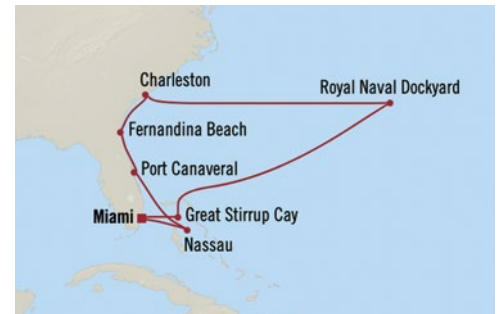 Charleston
Royal Naval Dockyard
Fernandina Beach
Port Canaveral
Miami
Great Stirrup Cay
Nassau